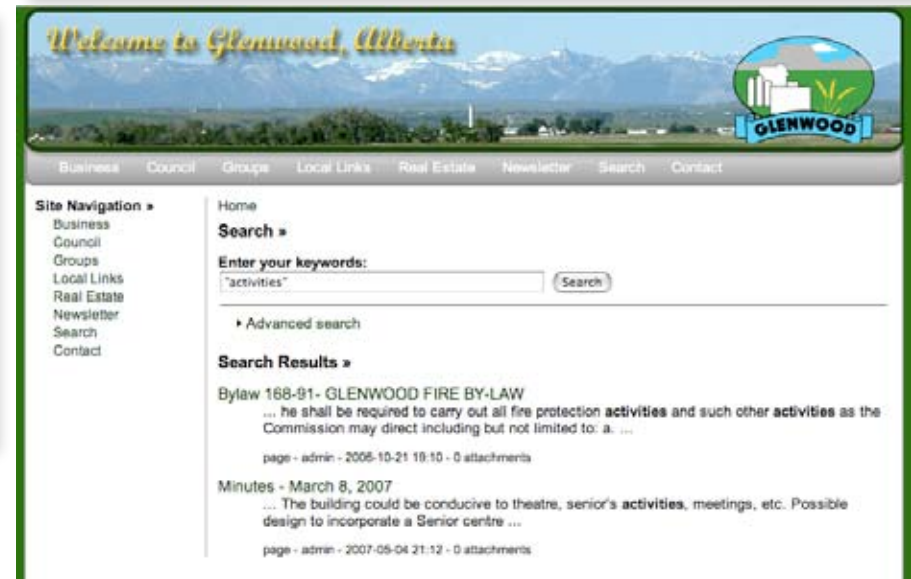 Welcome to Glenwood, Alberta
GLENWOOD
Business Council Groups Local Links Real Estate Newsletter Search Contact
Site Navigation »
Business
Council
Groups
Local Links
Real Estate
Newsletter
Search
Contact
Home
Search »
Enter your keywords:
"activities"
Search
Advanced search
Search Results »
Bylaw 168-91- GLENWOOD FIRE BY-LAW
... he shall be required to carry out all fire protection activities and such other activities as the
Commission may direct including but not limited to: a. ...
page - admin - 2006-10-21 19:10 - 0 attachments
Minutes - March 8, 2007
... The building could be conducive to theatre, senior's activities, meetings, etc. Possible
design to incorporate a Senior centre ...
page - admin - 2007-05-04 21:12 - 0 attachments